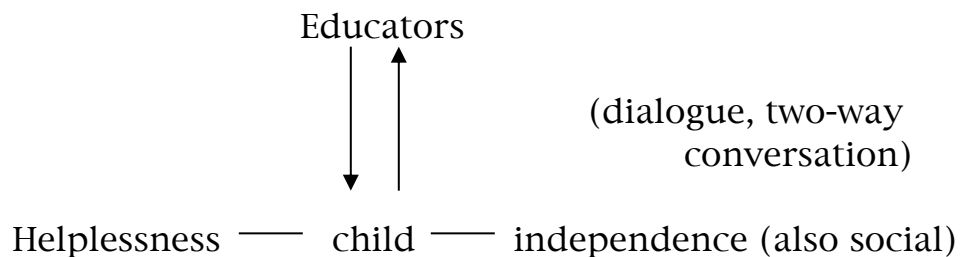 Educators
(dialogue, two-way
conversation)
Helplessness child independence (also social)